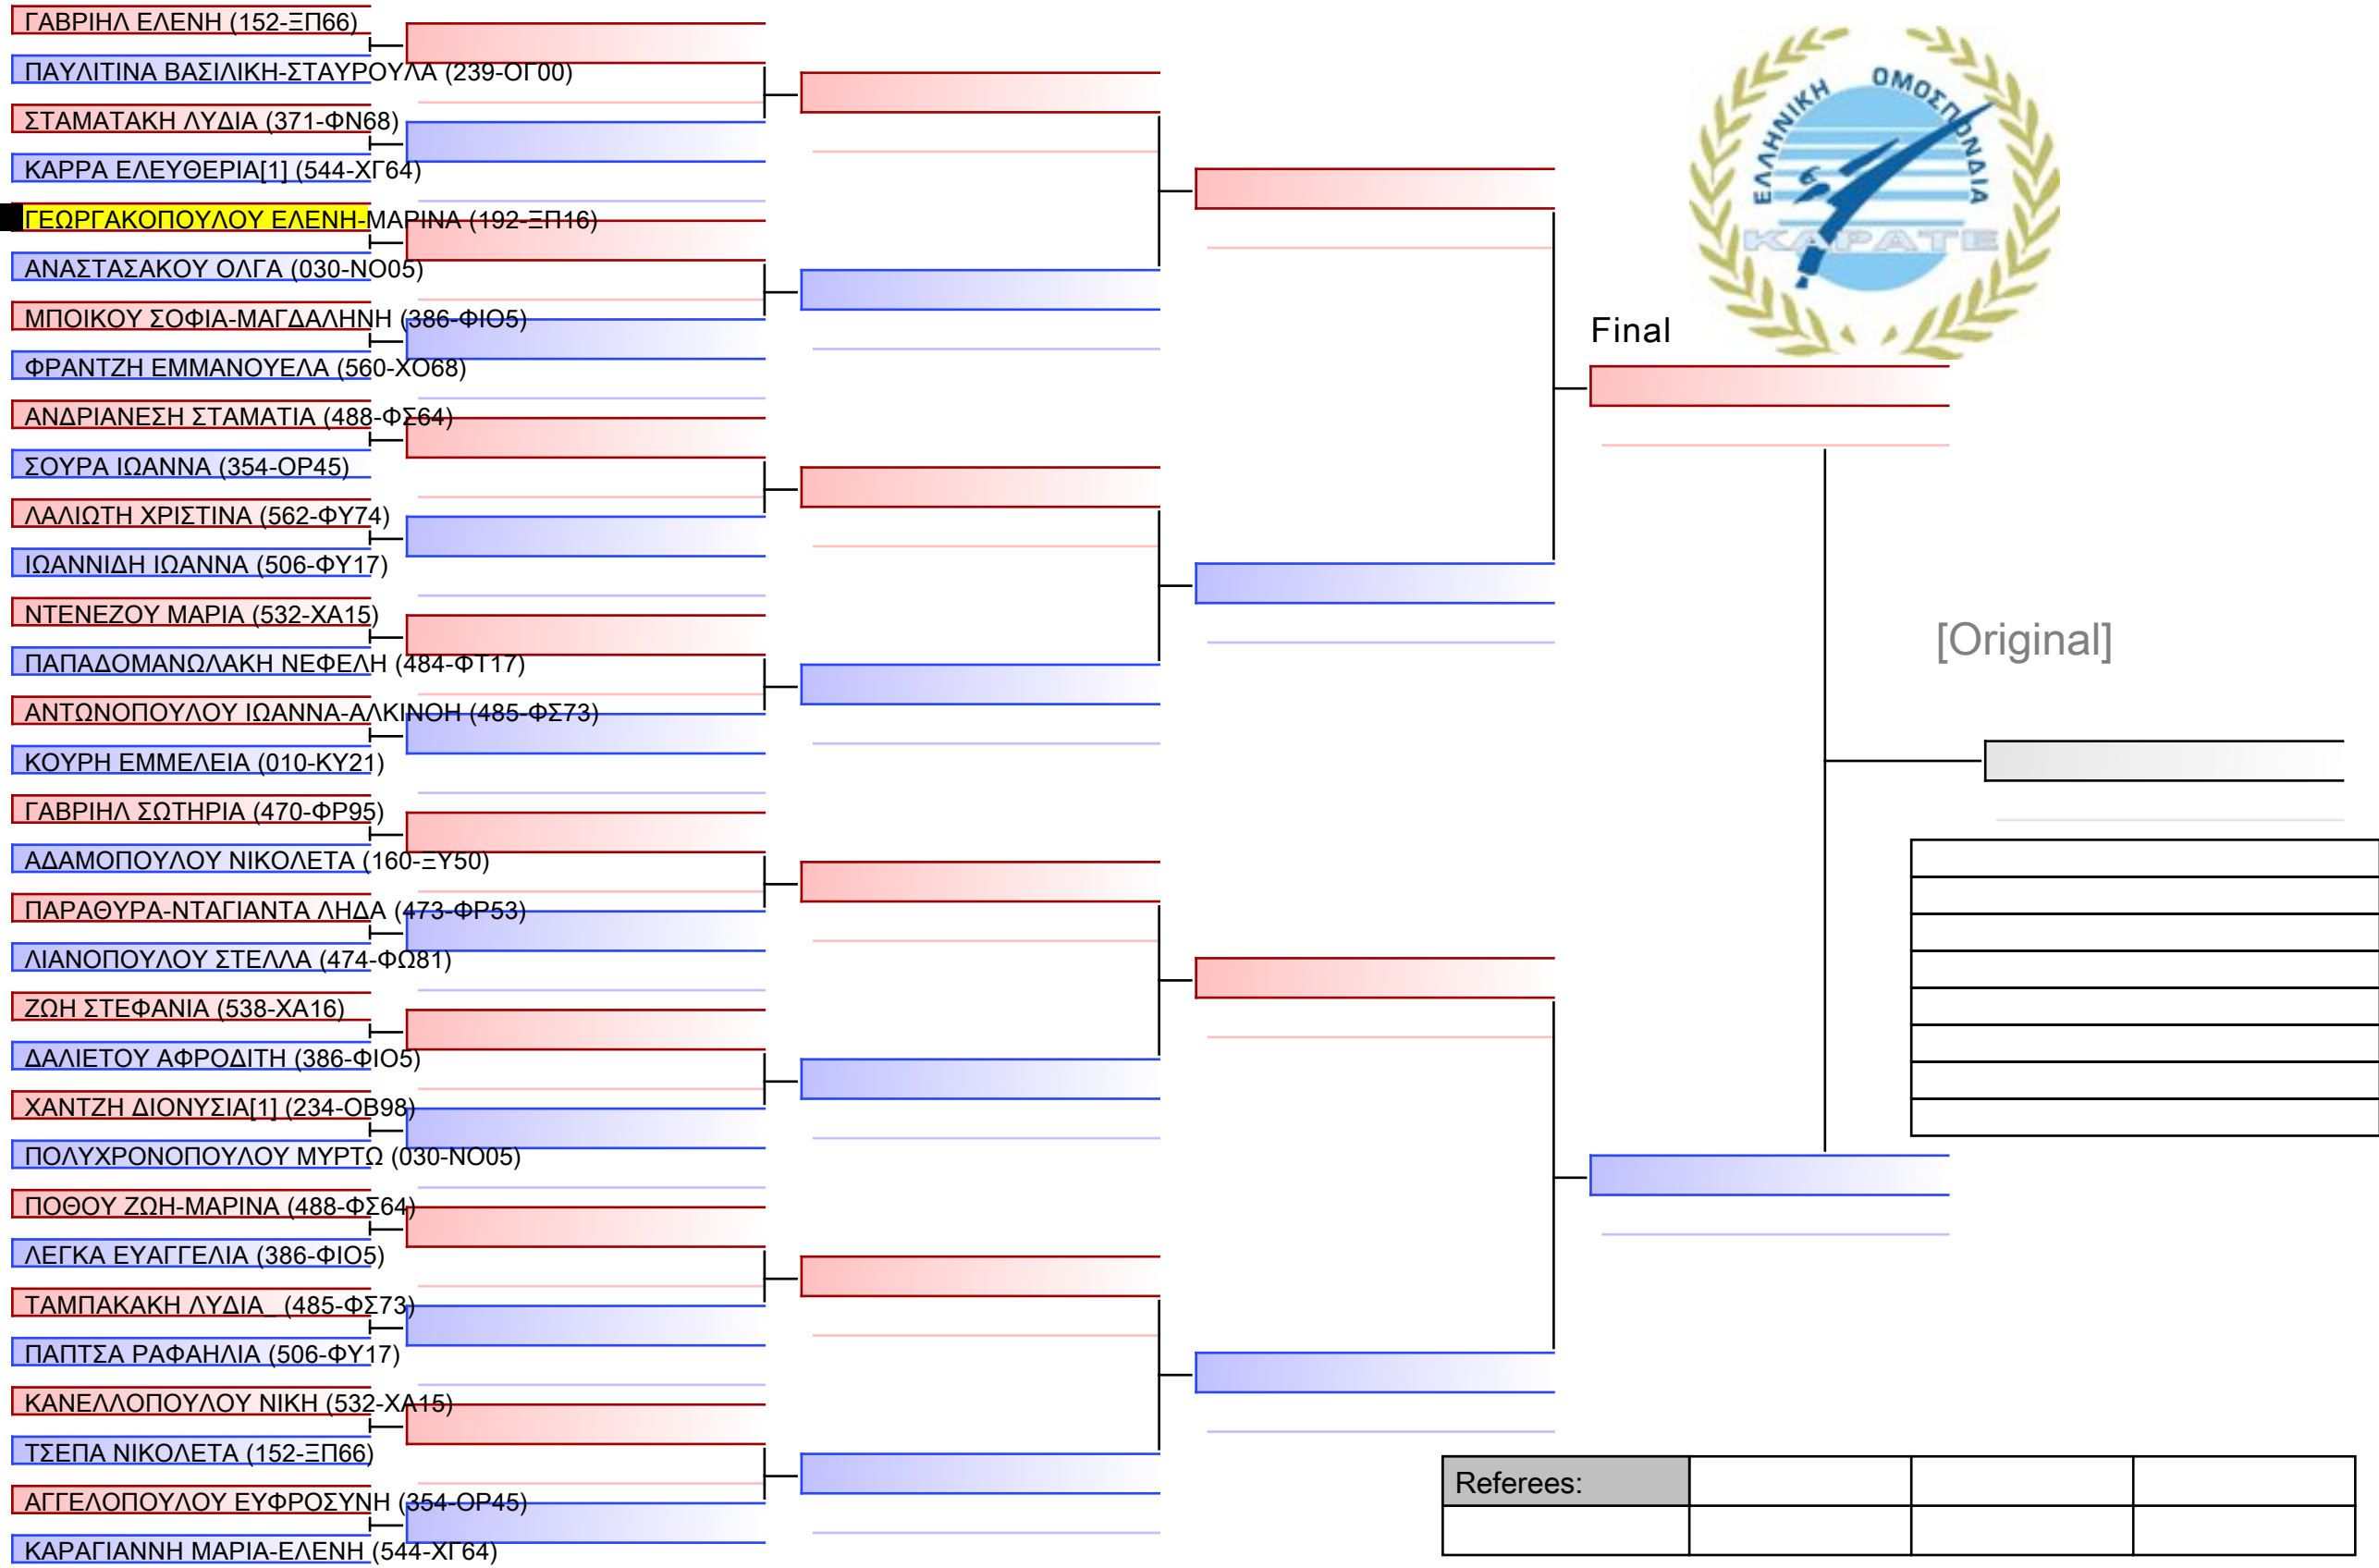 ΓΑΒΡΙΗΛ ΕΛΕΝΗ (152-ΞΠ66)
ΠΑΥΛΙΤΙΝΑ ΒΑΣΙΛΙΚΗ-ΣΤΑΥΡΟΥΛΑ (239-ΟΓ00)
ΣΤΑΜΑΤΑΚΗ ΛΥΔΙΑ (371-ΦΝ68)
ΚΑΡΡΑ ΕΛΕΥΘΕΡΙΑ[1] (544-ΧΓ64)
ΓΕΩΡΓΑΚΟΠΟΥΛΟΥ ΕΛΕΝΗ-ΜΑΡΙΝΑ (192-ΞΠ16)
ΑΝΑΣΤΑΣΑΚΟΥ ΟΛΓΑ (030-ΝΟ05)
ΜΠΟΙΚΟΥ ΣΟΦΙΑ-ΜΑΓΔΑΛΗΝΗ (386-ΦΙΟ5)
ΦΡΑΝΤΖΗ ΕΜΜΑΝΟΥΕΛΑ (560-ΧΟ68)
ΑΝΔΡΙΑΝΕΣΗ ΣΤΑΜΑΤΙΑ (488-ΦΣ64)
ΣΟΥΡΑ ΙΩΑΝΝΑ (354-ΟΡ45)
ΛΑΛΙΩΤΗ ΧΡΙΣΤΙΝΑ (562-ΦΥ74)
ΙΩΑΝΝΙΔΗ ΙΩΑΝΝΑ (506-ΦΥ17)
ΝΤΕΝΕΖΟΥ ΜΑΡΙΑ (532-ΧΑ15)
ΠΑΠΑΔΟΜΑΝΩΛΑΚΗ ΝΕΦΕΛΗ (484-ΦΤ17)
ΑΝΤΩΝΟΠΟΥΛΟΥ ΙΩΑΝΝΑ-ΑΛΚΙΝΟΗ (485-ΦΣ73)
ΚΟΥΡΗ ΕΜΜΕΛΕΙΑ (010-ΚΥ21)
ΓΑΒΡΙΗΛ ΣΩΤΗΡΙΑ (470-ΦΡ95)
ΑΔΑΜΟΠΟΥΛΟΥ ΝΙΚΟΛΕΤΑ (160-ΞΥ50)
ΠΑΡΑΘΥΡΑ-ΝΤΑΓΙΑΝΤΑ ΛΗΔΑ (473-ΦΡ53)
ΛΙΑΝΟΠΟΥΛΟΥ ΣΤΕΛΛΑ (474-ΦΩ81)
ΖΩΗ ΣΤΕΦΑΝΙΑ (538-ΧΑ16)
ΔΑΛΙΕΤΟΥ ΑΦΡΟΔΙΤΗ (386-ΦΙΟ5)
ΧΑΝΤΖΗ ΔΙΟΝΥΣΙΑ[1] (234-ΟΒ98)
ΠΟΛΥΧΡΟΝΟΠΟΥΛΟΥ ΜΥΡΤΩ (030-ΝΟ05)
ΠΟΘΟΥ ΖΩΗ-ΜΑΡΙΝΑ (488-ΦΣ64)
ΛΕΓΚΑ ΕΥΑΓΓΕΛΙΑ (386-ΦΙΟ5)
ΤΑΜΠΑΚΑΚΗ ΛΥΔΙΑ_ (485-ΦΣ73)
ΠΑΠΤΣΑ ΡΑΦΑΗΛΙΑ (506-ΦΥ17)
ΚΑΝΕΛΛΟΠΟΥΛΟΥ ΝΙΚΗ (532-ΧΑ15)
ΤΣΕΠΑ ΝΙΚΟΛΕΤΑ (152-ΞΠ66)
ΑΓΓΕΛΟΠΟΥΛΟΥ ΕΥΦΡΟΣΥΝΗ (354-ΟΡ45)
ΚΑΡΑΓΙΑΝΝΗ ΜΑΡΙΑ-ΕΛΕΝΗ (544-ΧΓ64)
ΕΛΛΗΝΙΚΗ ΟΜΟΣΠΟΝΔΙΑ
ΚΑΡΑΤΕ
Final
[Original]
Referees: